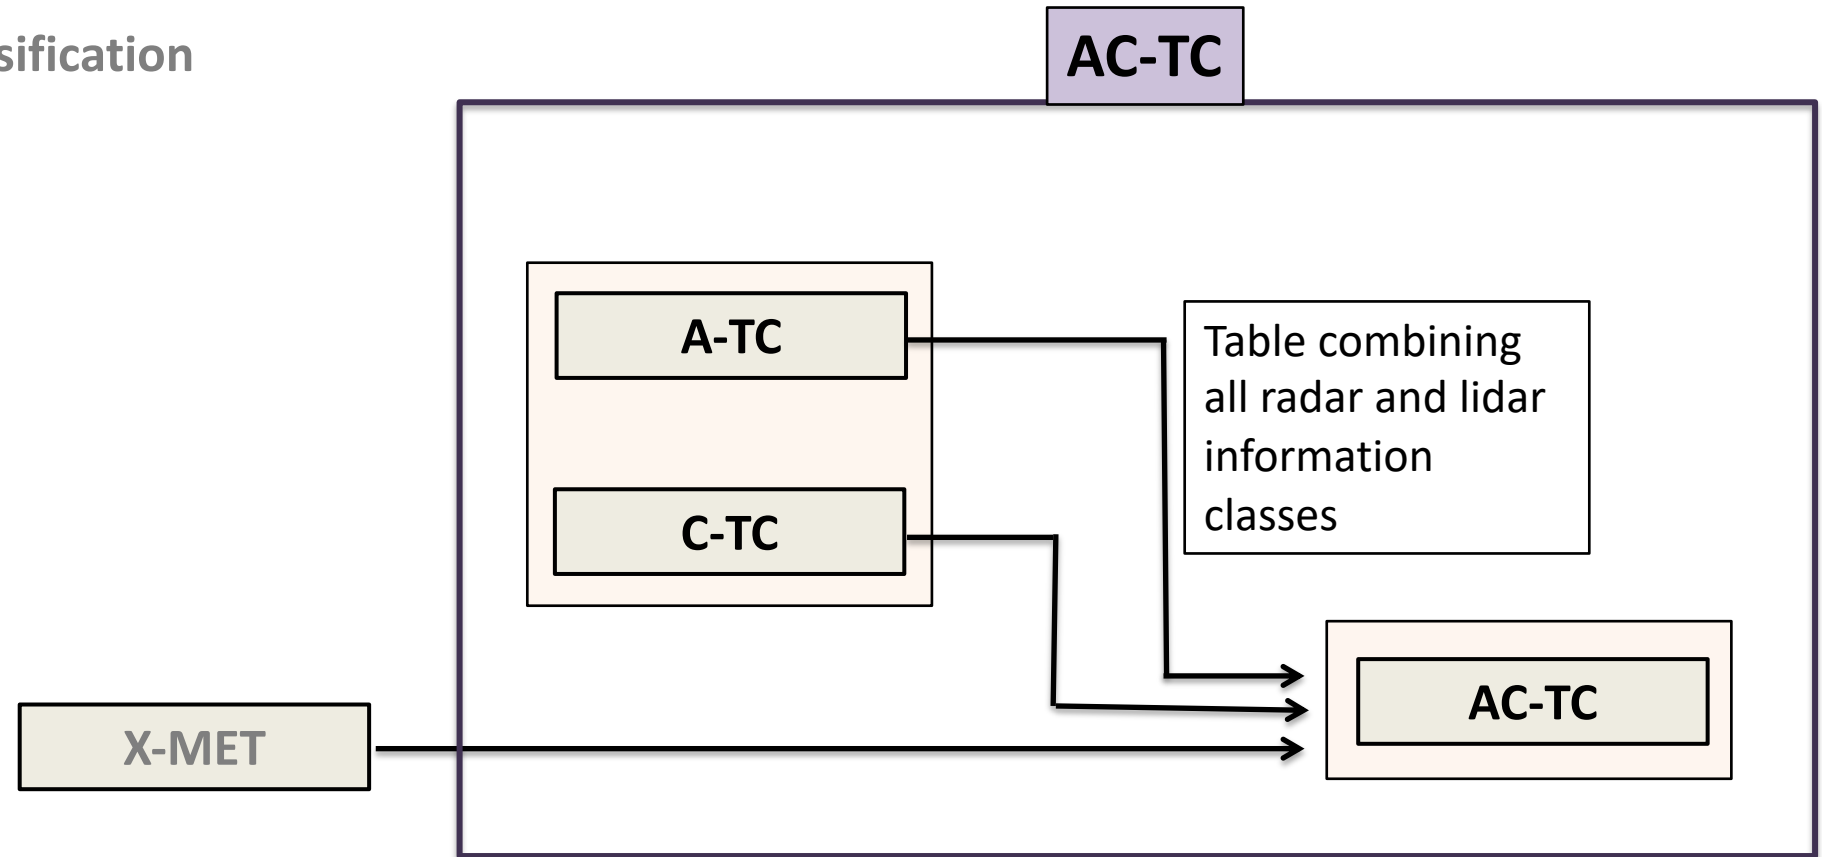 sification
AC-TC
A-TC
Table combining
all radar and lidar
information
classes
C-TC
AC-TC
X-MET